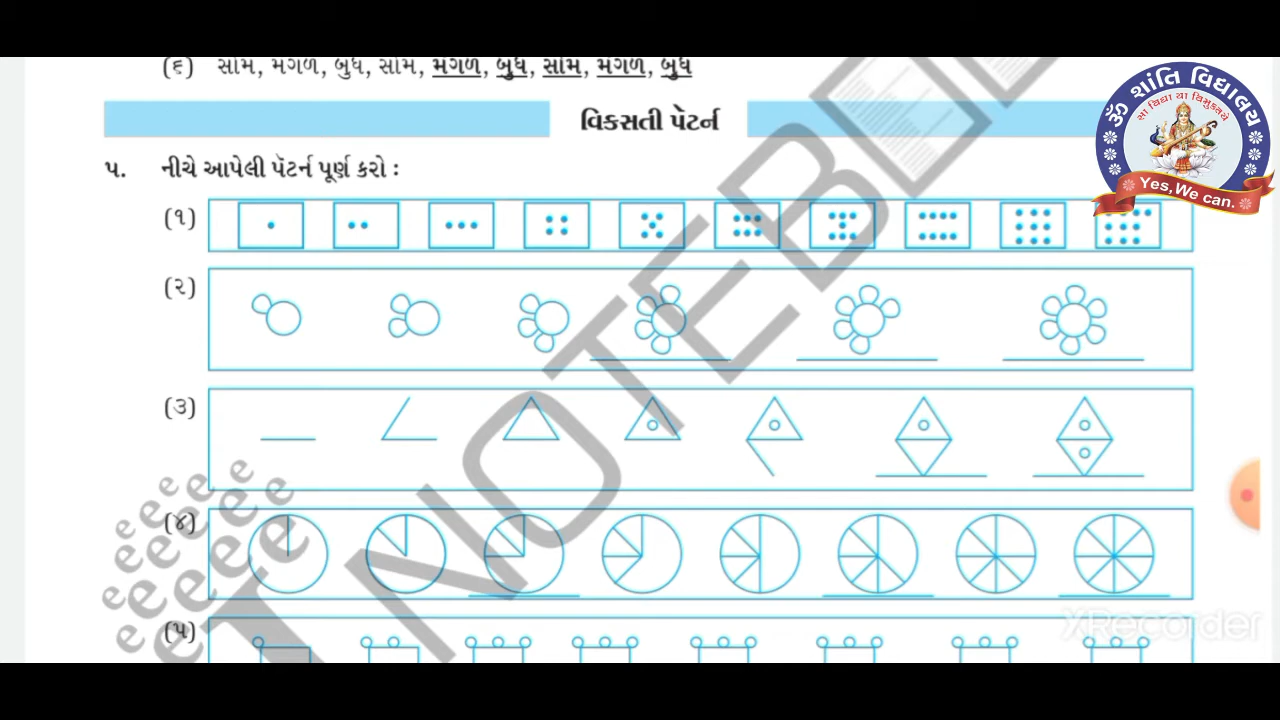 (૬) સોમ, મંગળ, બુધ, સોમ, મંગળ, બુધ, સોમ, મંગળ, બુધ
વિકસતી પેટર્ન
૫. નીચે આપેલી પૅટર્ન પૂર્ણ કરો :
(૧)
(૨)
(૩)
(૪)
(૫)
NOTEB
ૐ શાંતિ વિદ્યાલય
સા વિદ્યા યા વિમુક્તયે
Yes, We can.
XRecorder